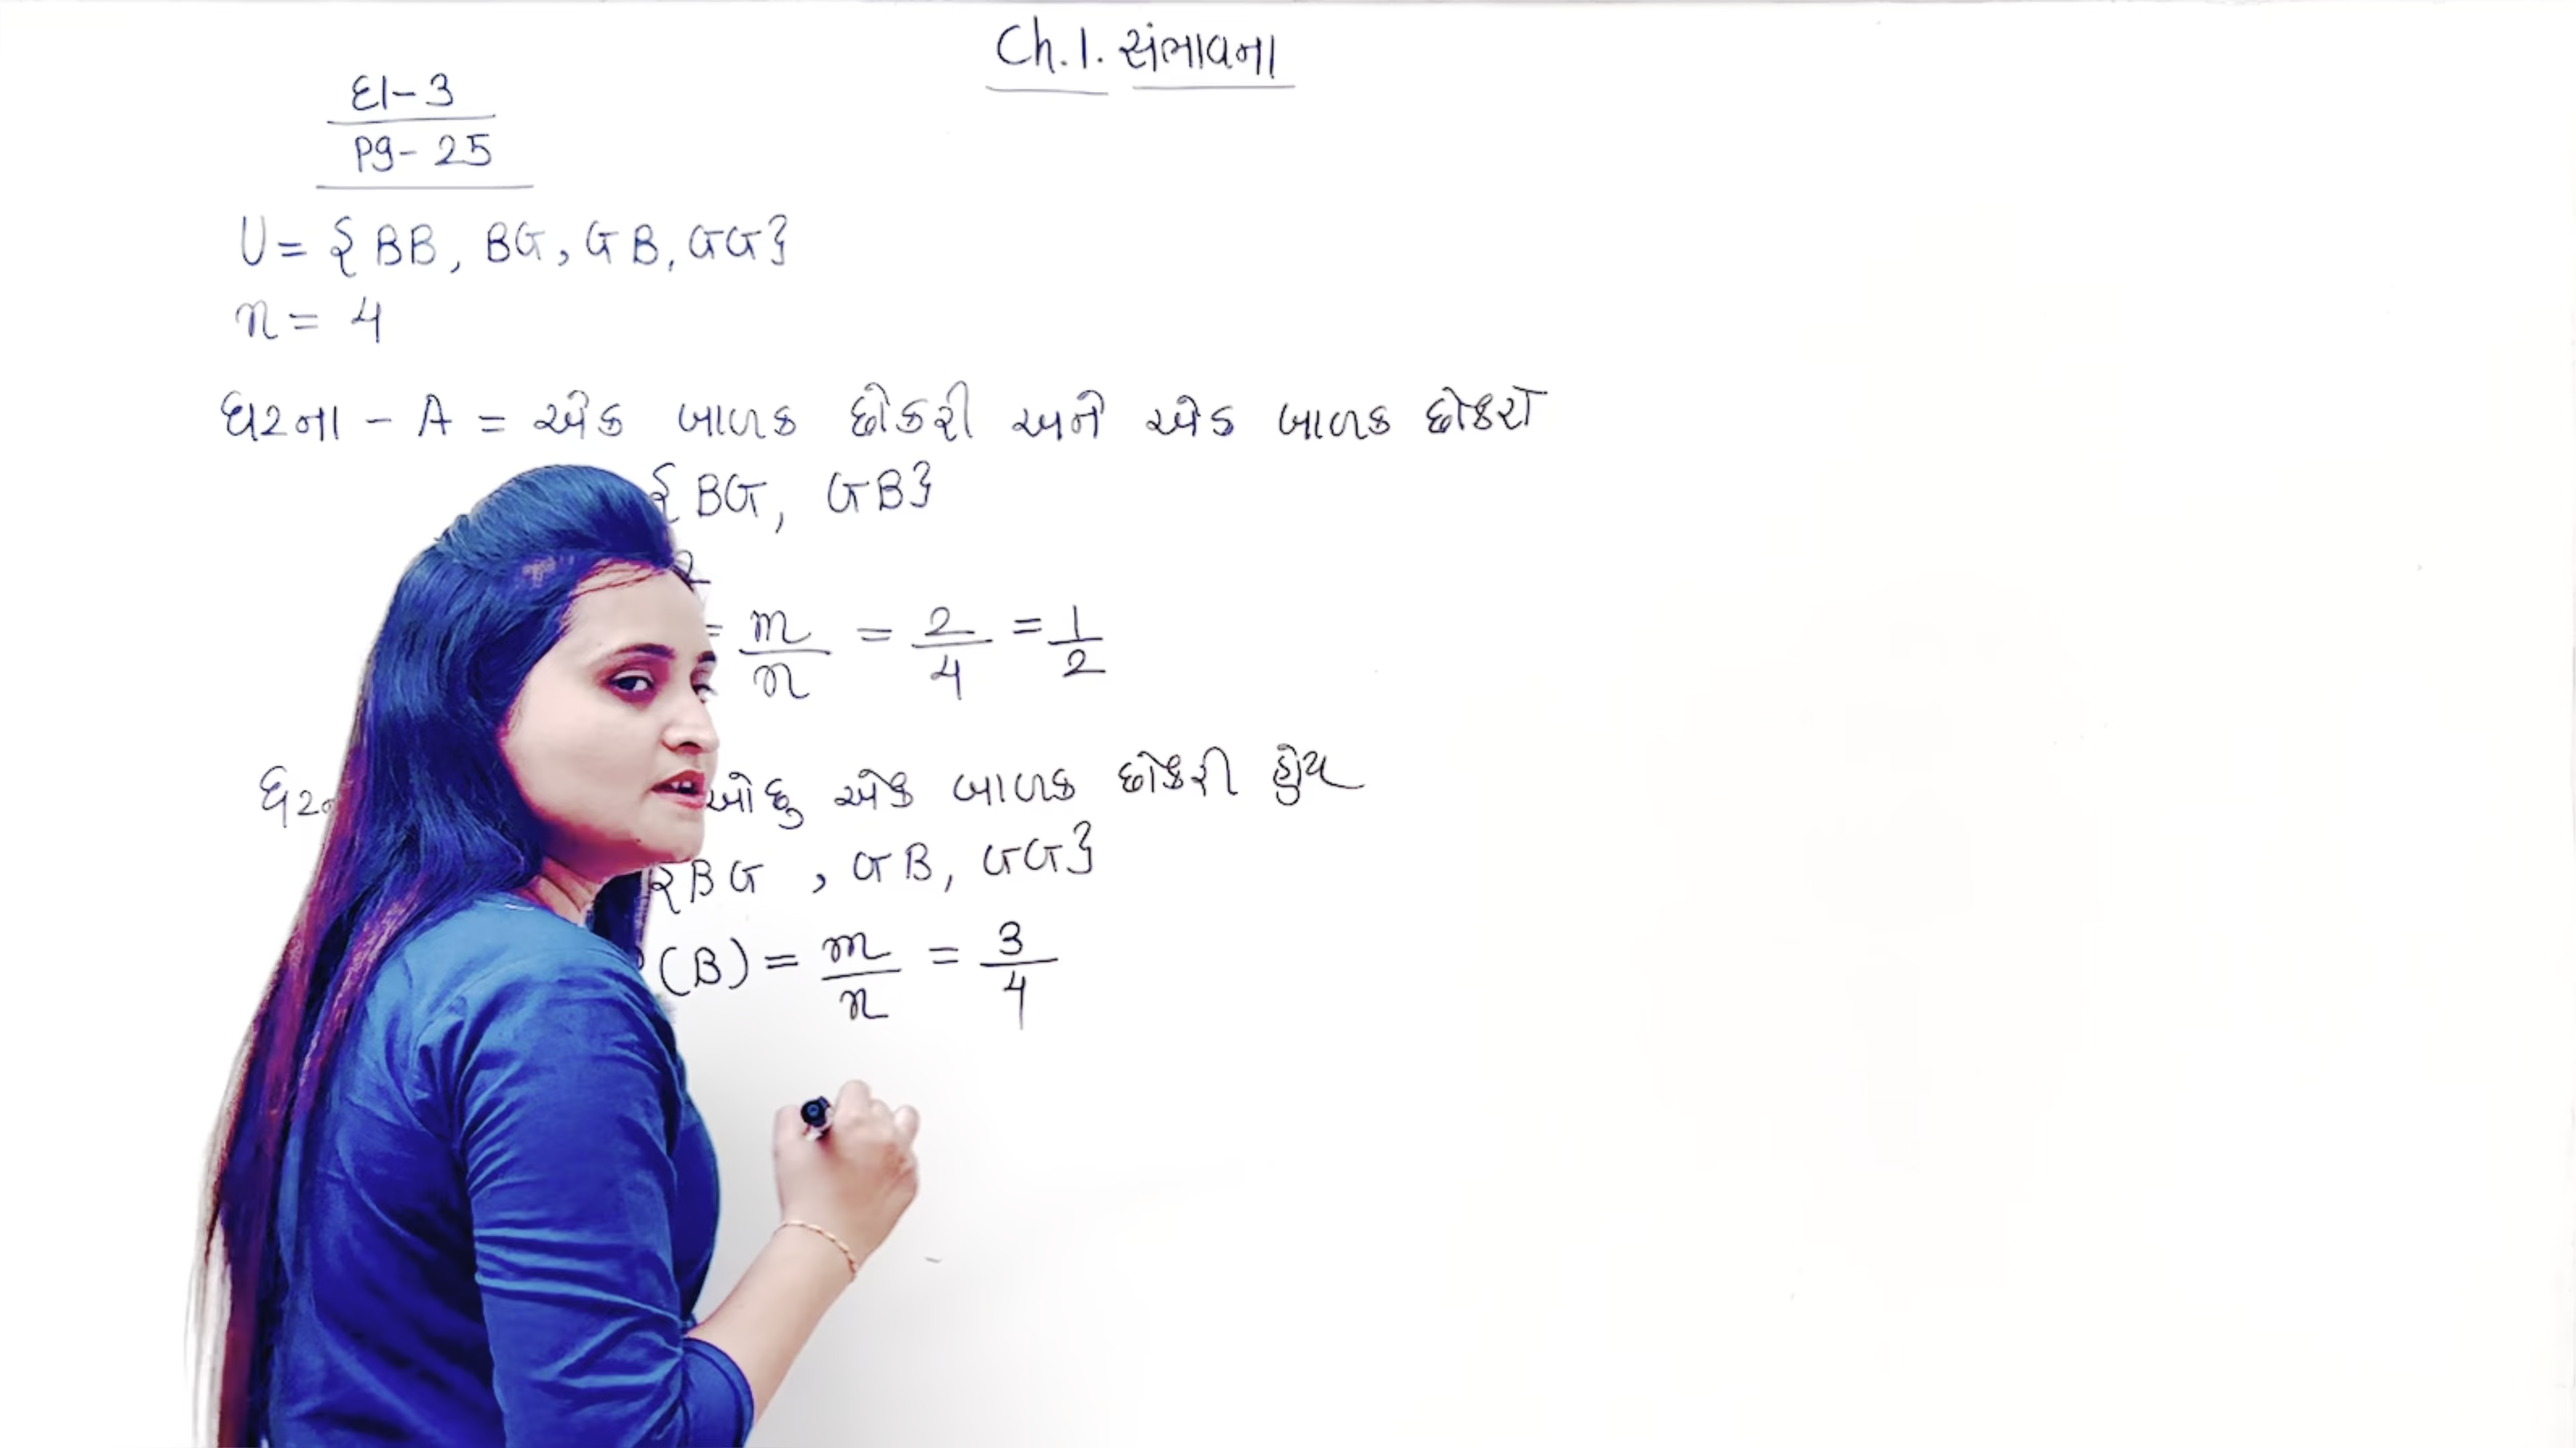 Ch. 1. સંભાવના
દા-3
Pg- 25
U = { BB, BG, GB, GG}
n = 4
ઘટના - A = એક બાળક છોકરી અને એક બાળક છોકરો
{ BG, GB}
2
= m/n = 2/4 = 1/2
ઓછુ એક બાળક છોકરી હોય
{BG , GB, GG}
(B) = m/n = 3/4